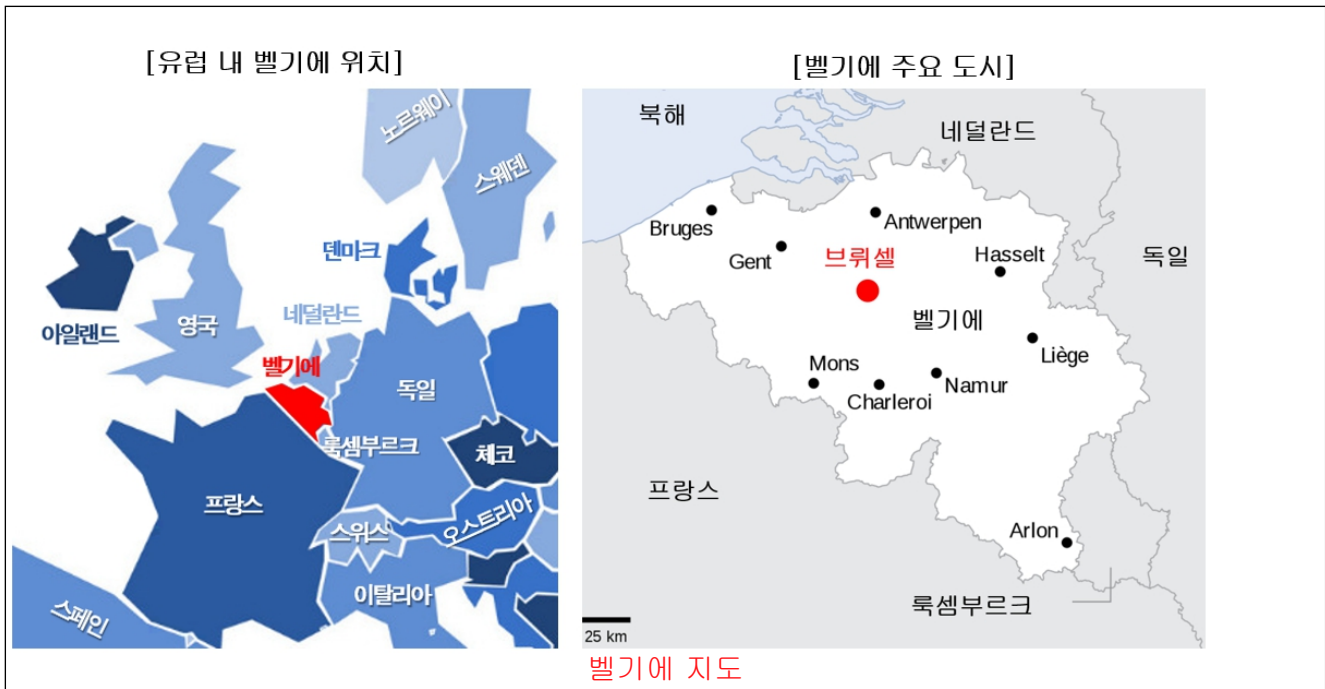 [유럽 내 벨기에 위치]
노르웨이
스웨덴
덴마크
아일랜드
영국
네덜란드
벨기에
독일
룩셈부르크
체코
프랑스
오스트리아
스위스
이탈리아
스페인
[벨기에 주요 도시]
북해
네덜란드
Bruges
Antwerpen
Gent
브뤼셀
Hasselt
독일
벨기에
Liège
Mons
Charleroi
Namur
프랑스
Arlon
룩셈부르크
25 km
벨기에 지도